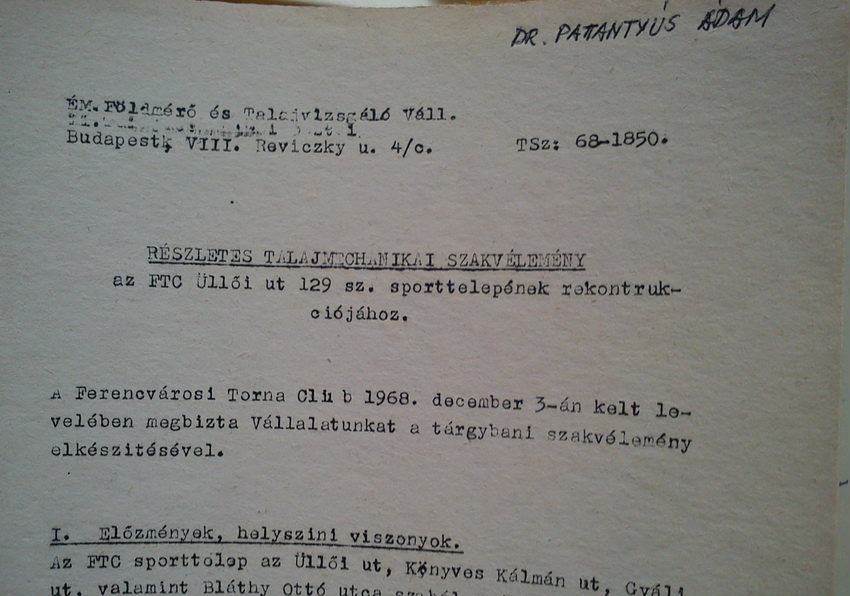 DR. PATTANTYÚS ÁDAM
ÉM. Földmérő és Talajvizsgáló Váll.
Budapest, VIII. Reviczky u. 4/c.
TSz: 68-1850.
RÉSZLETES TALAJMECHANIKAI SZAKVÉLEMÉNY
az FTC Üllői ut 129 sz. sporttelepének rekontruk-
ciójához.
A Ferencvárosi Torna Club 1968. december 3-án kelt le-
velében megbizta Vállalatunkat a tárgybani szakvélemény
elkészitésével.
I. Előzmények, helyszini viszonyok.
Az FTC sporttelep az Üllői ut, Könyves Kálmán ut, Gyáli
ut, valamint Bláthy Ottó utca